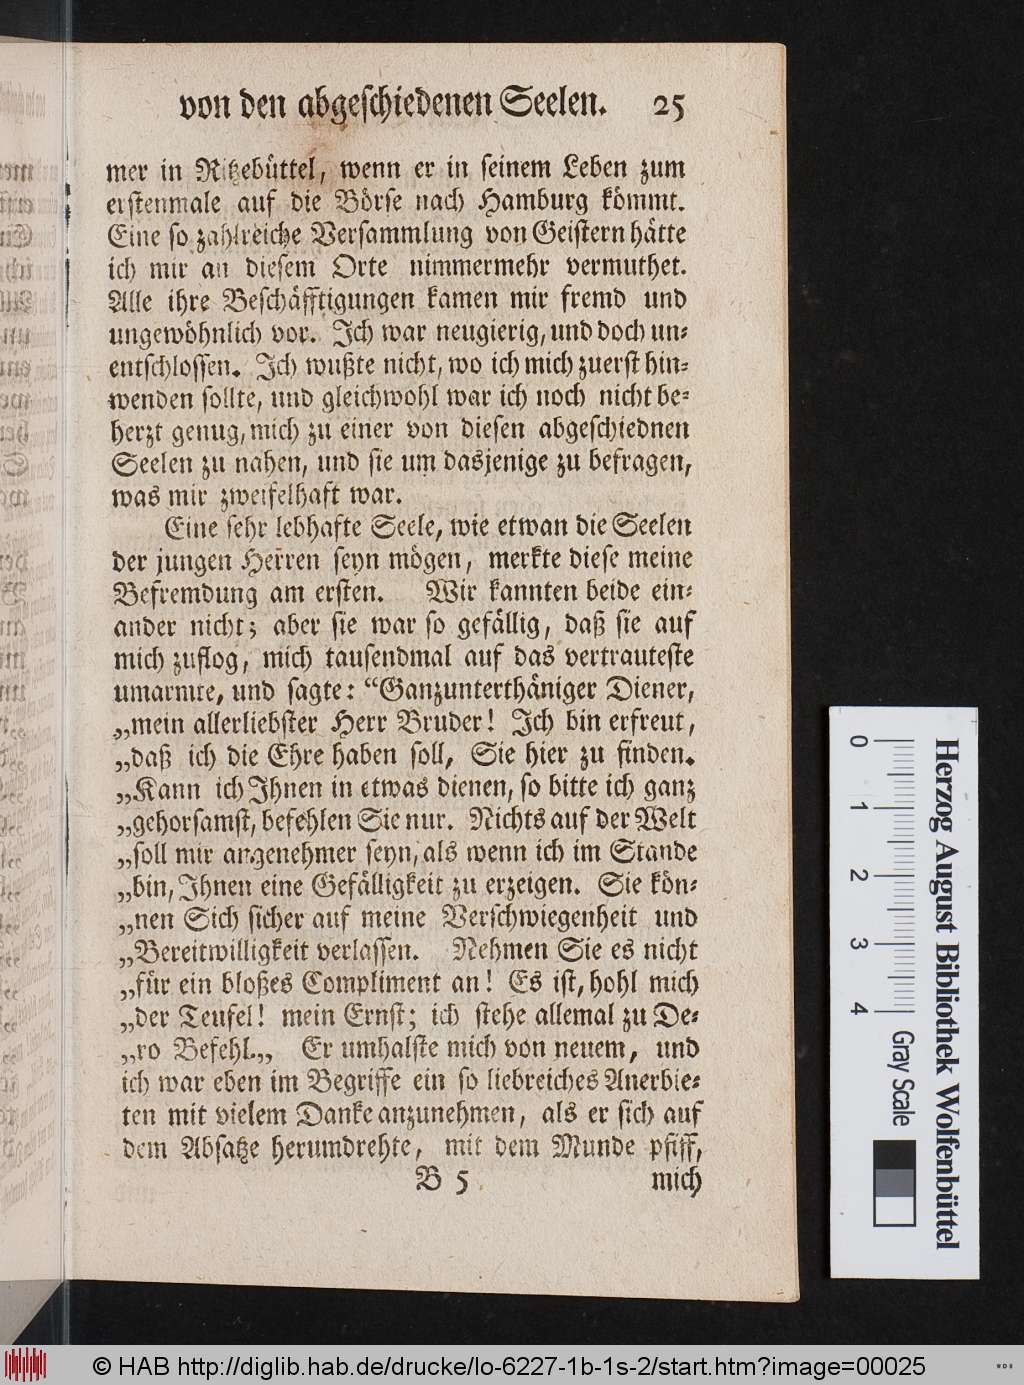 von den abgeschiedenen Seelen. 25
mer in Ritzebüttel, wenn er in seinem Leben zum
erstenmale auf die Börse nach Hamburg kömmt.
Eine so zahlreiche Versammlung von Geistern hätte
ich mir an diesem Orte nimmermehr vermuthet.
Alle ihre Beschäfftigungen kamen mir fremd und
ungewöhnlich vor. Ich war neugierig, und doch un-
entschlossen. Ich wußte nicht, wo ich mich zuerst hin-
wenden sollte, und gleichwohl war ich noch nicht be-
herzt genug, mich zu einer von diesen abgeschiednen
Seelen zu nahen, und sie um dasjenige zu befragen,
was mir zweifelhaft war.
Eine sehr lebhafte Seele, wie etwan die Seelen
der jungen Herren seyn mögen, merkte diese meine
Befremdung am ersten. Wir kannten beide ein-
ander nicht; aber sie war so gefällig, daß sie auf
mich zuflog, mich tausendmal auf das vertrauteste
umarmte, und sagte: “Ganzunterthäniger Diener,
„mein allerliebster Herr Bruder! Ich bin erfreut,
„daß ich die Ehre haben soll, Sie hier zu finden.
„Kann ich Ihnen in etwas dienen, so bitte ich ganz
„gehorsamst, befehlen Sie nur. Nichts auf der Welt
„soll mir angenehmer seyn, als wenn ich im Stande
„bin, Ihnen eine Gefälligkeit zu erzeigen. Sie kön-
„nen Sich sicher auf meine Verschwiegenheit und
„Bereitwilligkeit verlassen. Nehmen Sie es nicht
„für ein bloßes Compliment an! Es ist, hohl mich
„der Teufel! mein Ernst; ich stehe allemal zu De-
„ro Befehl.„ Er umhalste mich von neuem, und
ich war eben im Begriffe ein so liebreiches Anerbie-
ten mit vielem Danke anzunehmen, als er sich auf
dem Absatze herumdrehte, mit dem Munde pfiff,
B 5 mich
0 1 2 3 4 Gray Scale
Herzog August Bibliothek Wolfenbüttel
© HAB http://diglib.hab.de/drucke/lo-6227-1b-1s-2/start.htm?image=00025